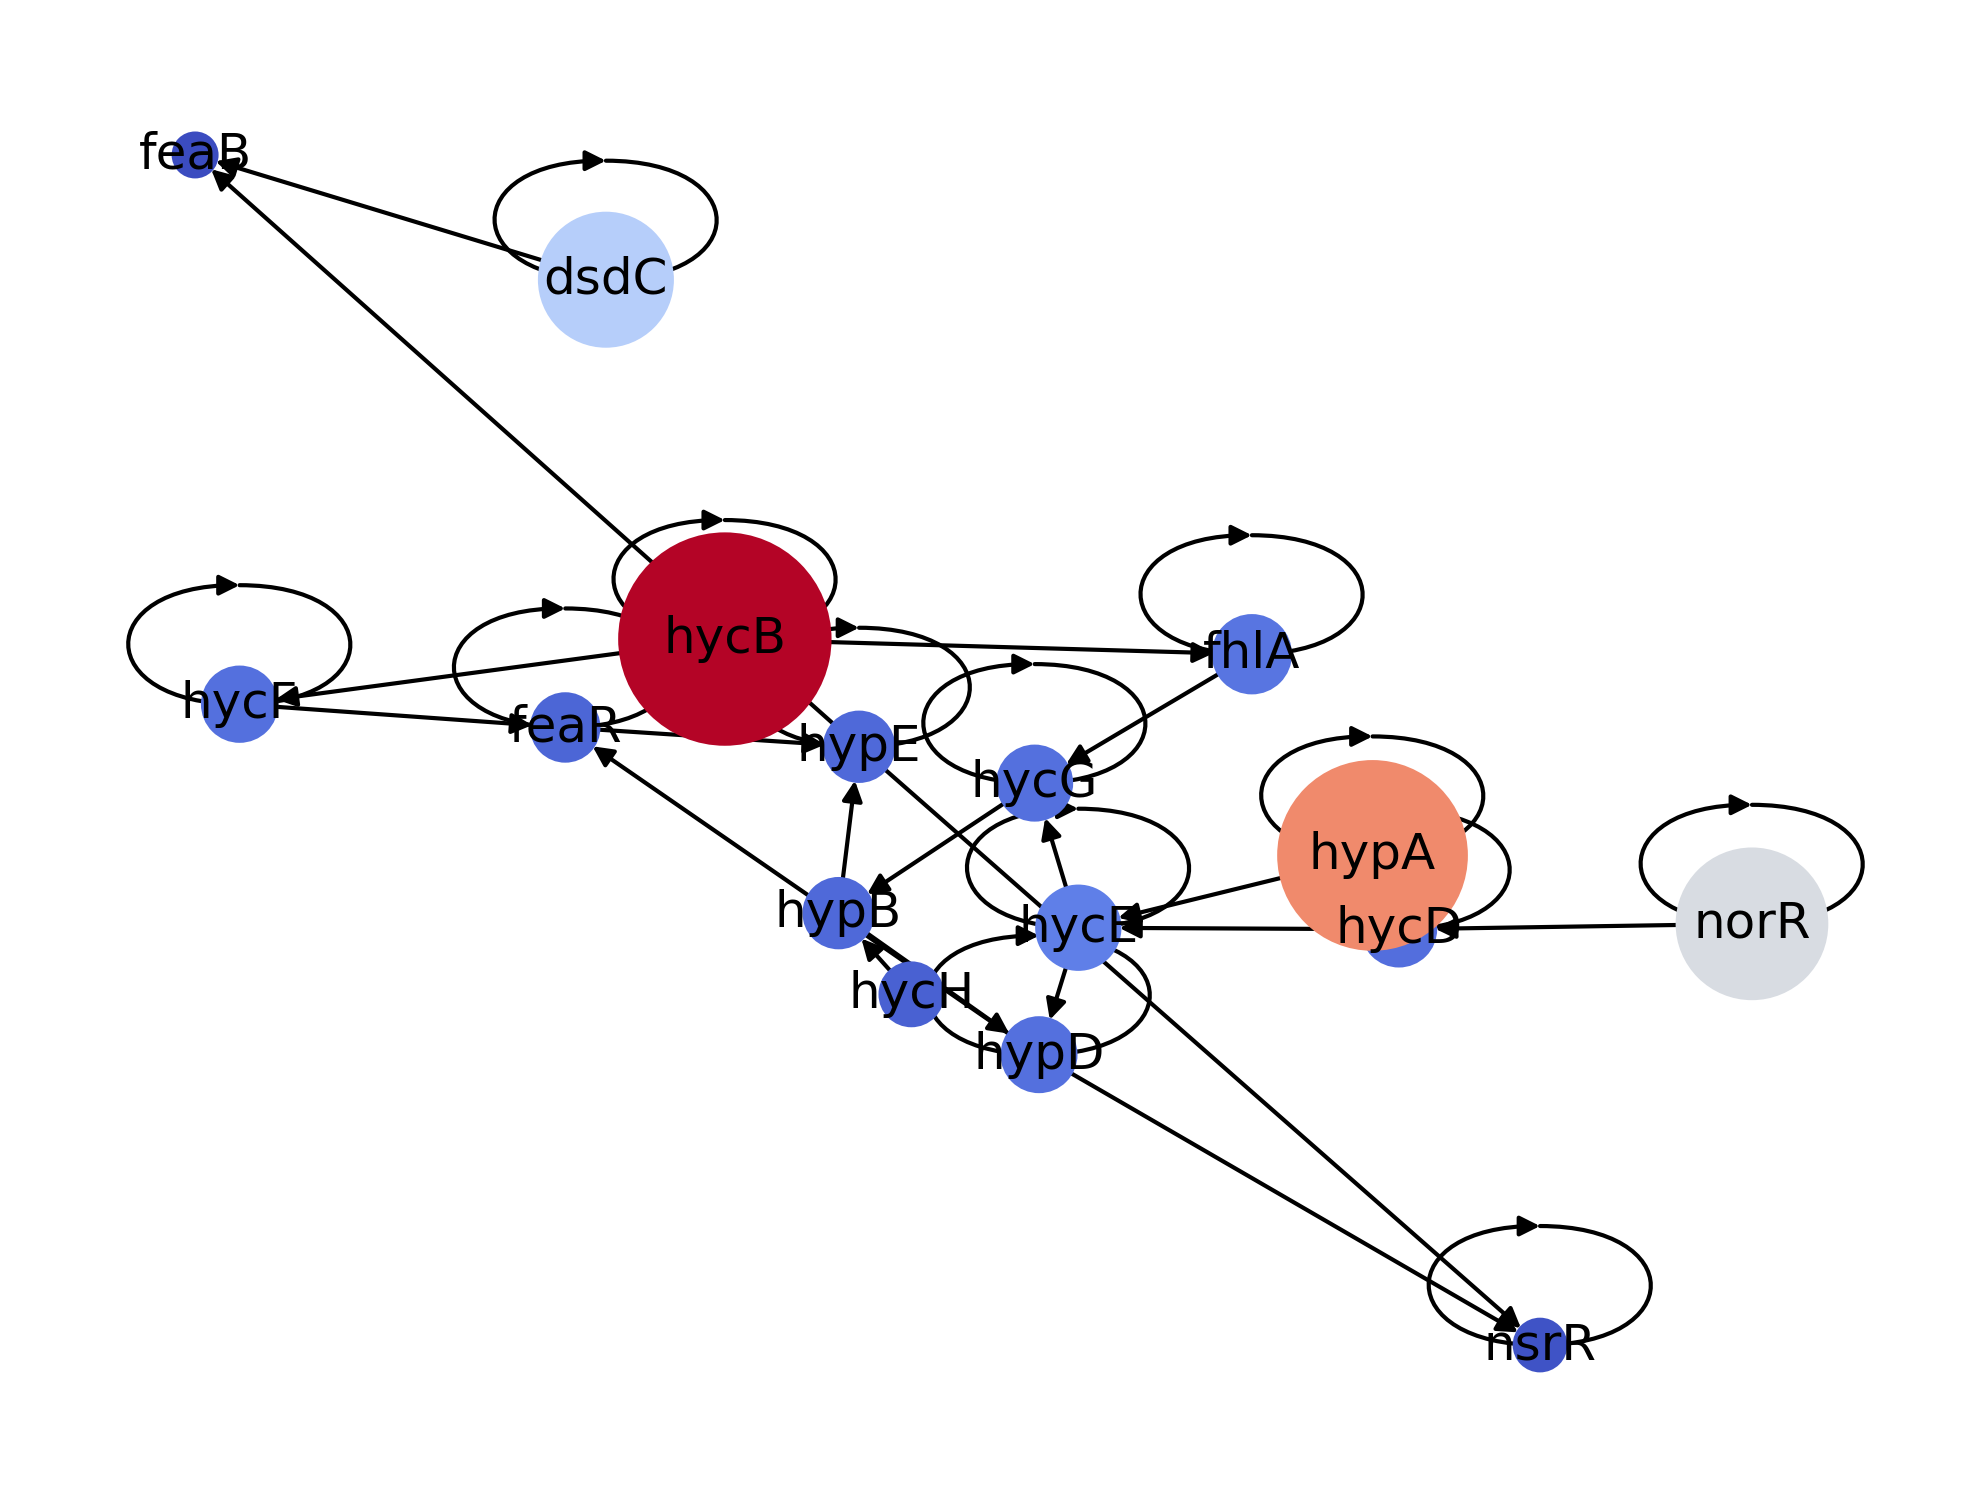 feaB
dsdC
hycB
fhlA
hycF
feaR
hypE
hycG
hypA
hypB
hycE
hycD
norR
hycH
hypD
nsrR